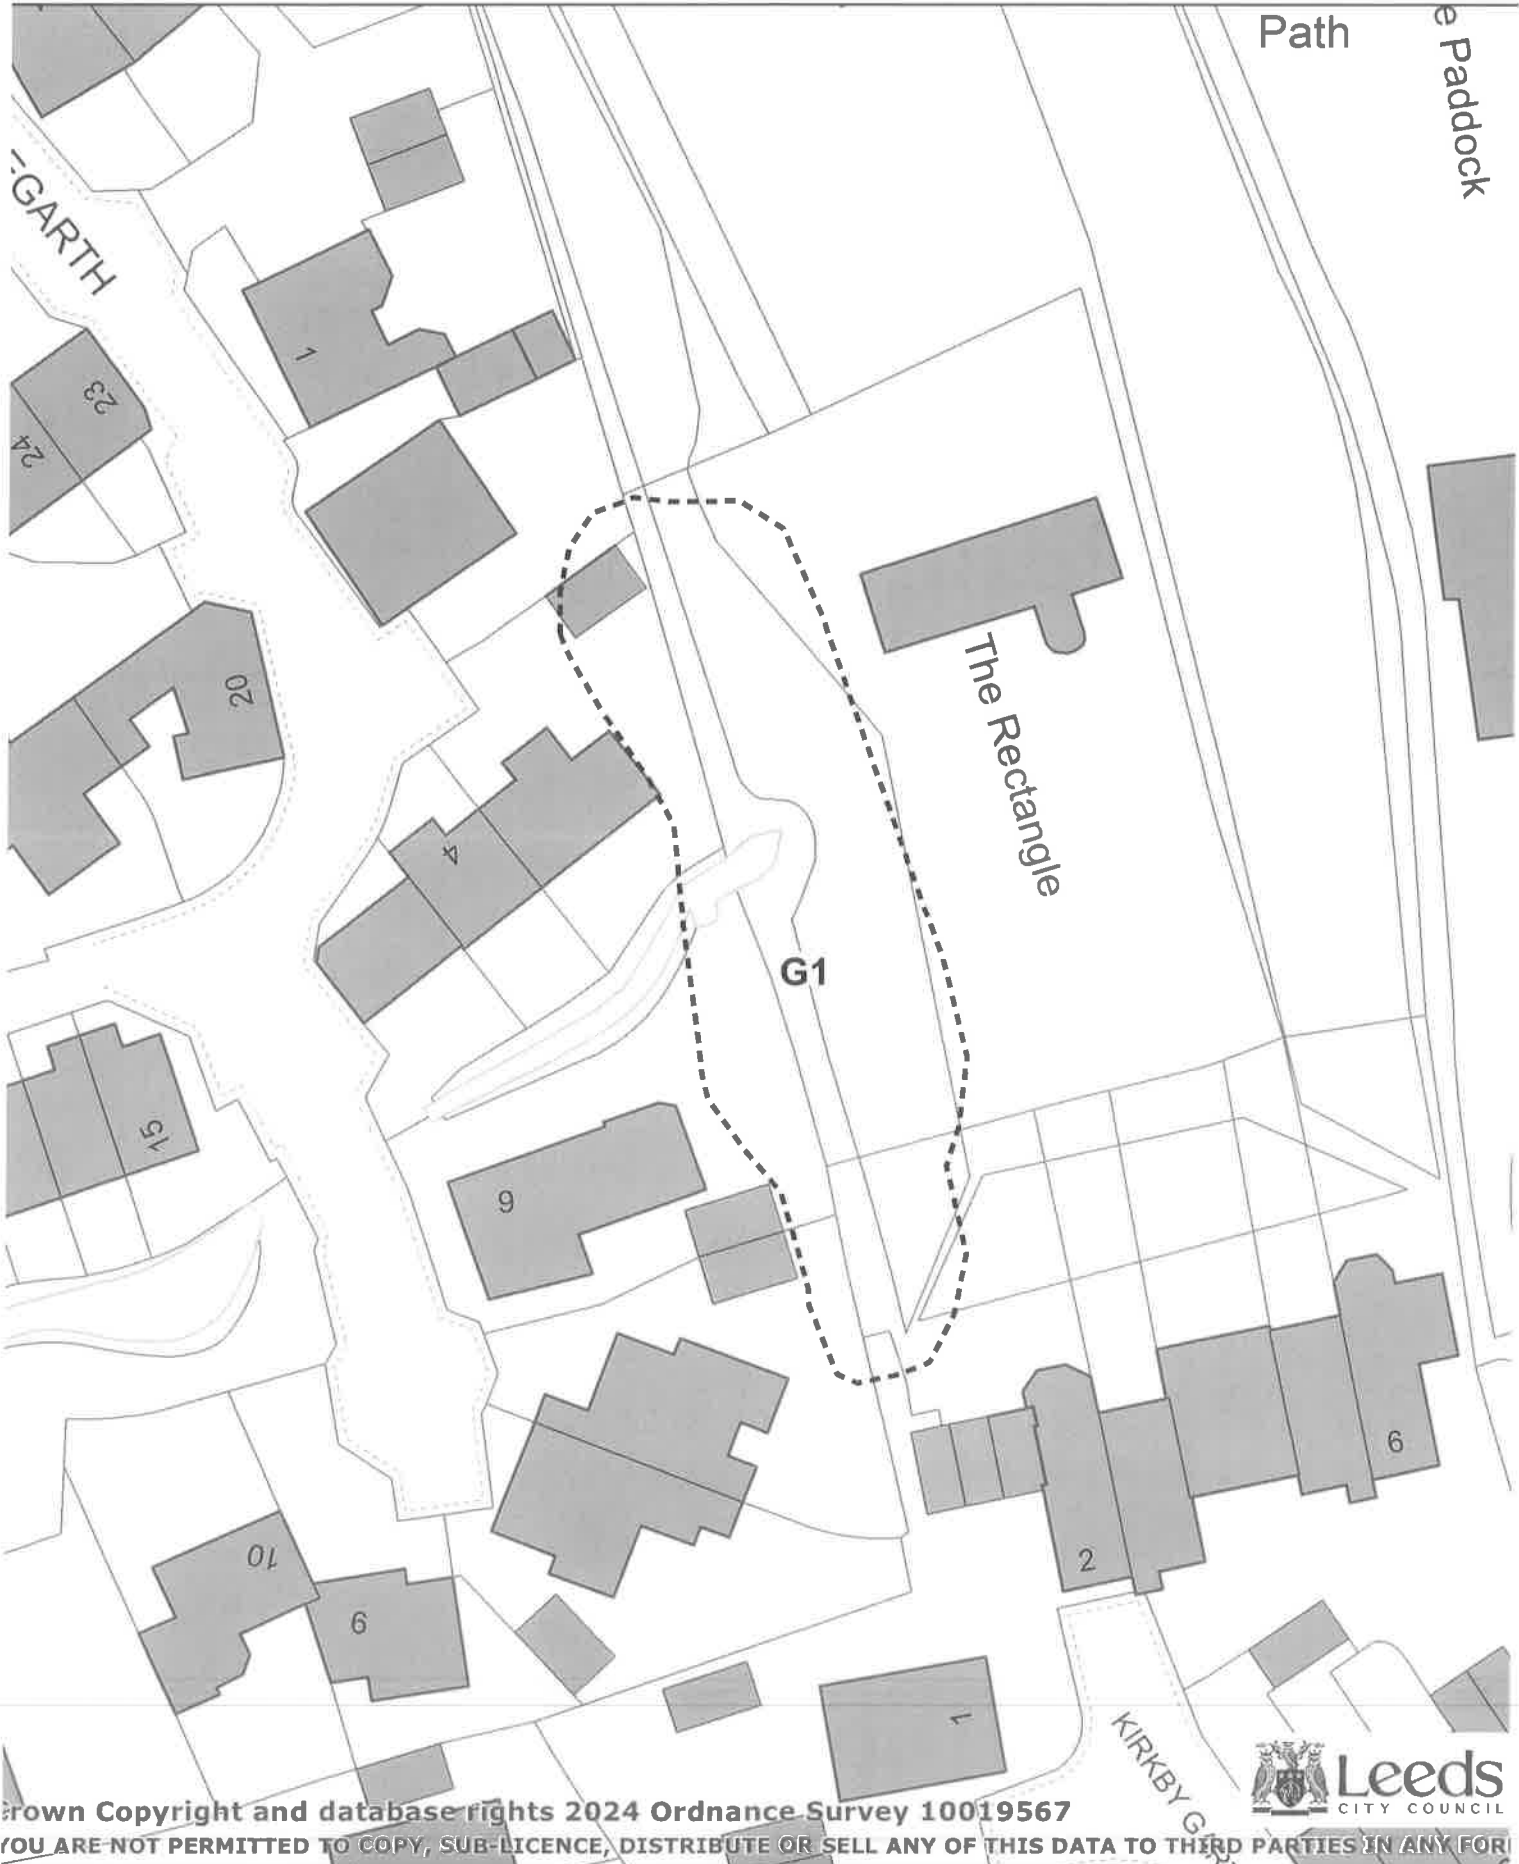 Path
e Paddock
EGARTH
1
23
24
20
The Rectangle
4
G1
15
9
6
10
9
2
1
KIRKBY G
Leeds
CITY COUNCIL
Crown Copyright and database rights 2024 Ordnance Survey 10019567
YOU ARE NOT PERMITTED TO COPY, SUB-LICENCE, DISTRIBUTE OR SELL ANY OF THIS DATA TO THIRD PARTIES IN ANY FOR